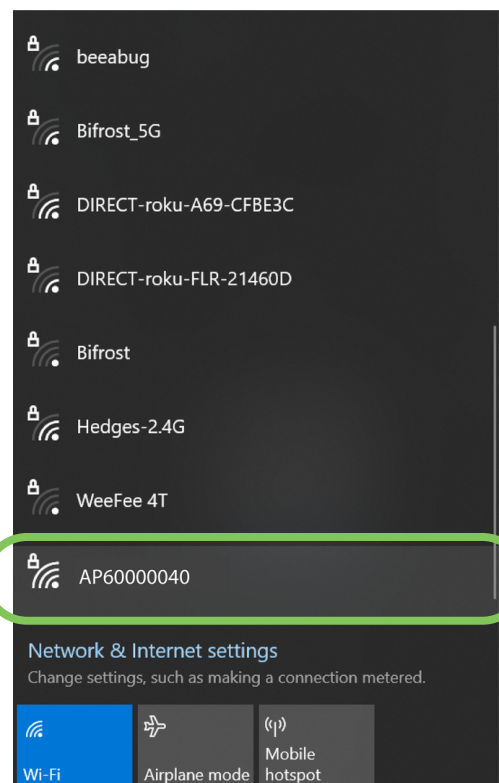 beeabug
Bifrost_5G
DIRECT-roku-A69-CFBE3C
DIRECT-roku-FLR-21460D
Bifrost
Hedges-2.4G
WeeFee 4T
AP60000040
Network & Internet settings
Change settings, such as making a connection metered.
Wi-Fi
Airplane mode
Mobile
hotspot